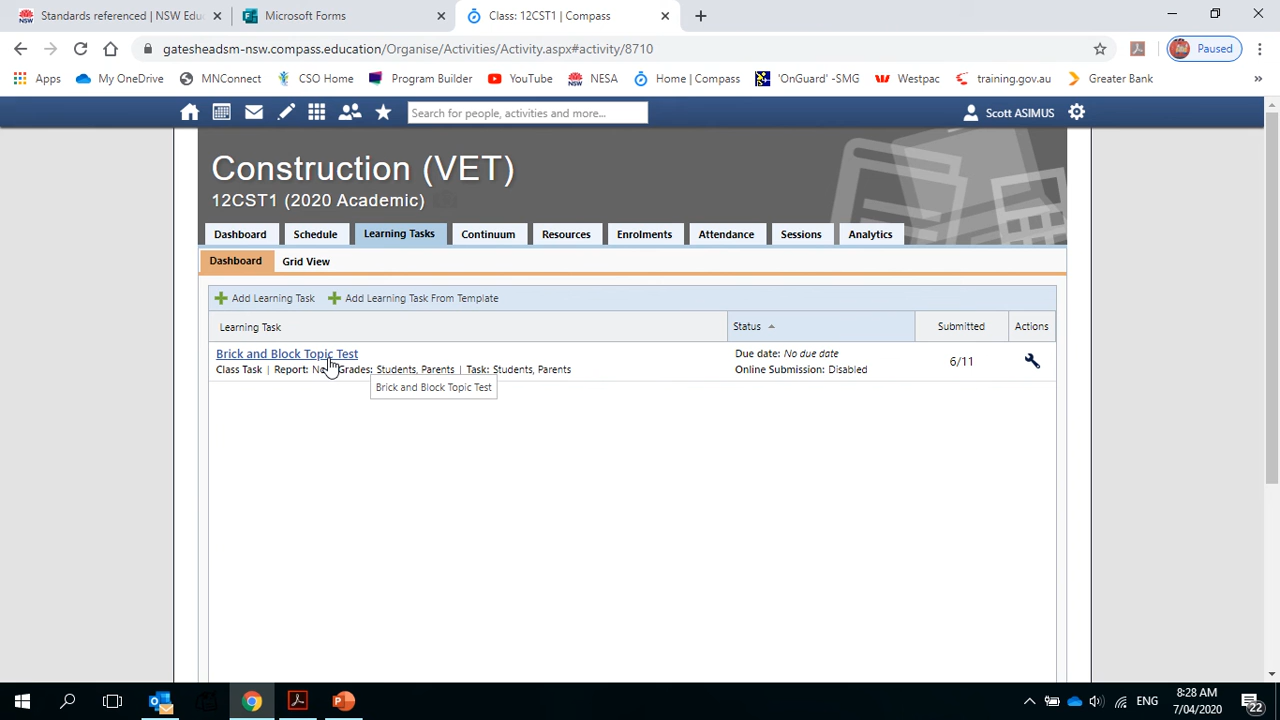 Standards referenced | NSW Educ
Microsoft Forms
Class: 12CST1 | Compass
gatesheadsm-nsw.compass.education/Organise/Activities/Activity.aspx#activity/8710
Paused
Apps
My OneDrive
MNConnect
CSO Home
Program Builder
YouTube
NESA
Home | Compass
'OnGuard' -SMG
Westpac
training.gov.au
Greater Bank
»
Search for people, activities and more...
Scott ASIMUS
Construction (VET)
12CST1 (2020 Academic)
Dashboard
Schedule
Learning Tasks
Continuum
Resources
Enrolments
Attendance
Sessions
Analytics
Dashboard
Grid View
Add Learning Task
Add Learning Task From Template
Learning Task
Status
Submitted
Actions
Brick and Block Topic Test
Due date: No due date
6/11
Class Task | Report: No Grades: Students, Parents | Task: Students, Parents
Online Submission: Disabled
Brick and Block Topic Test
ENG
8:28 AM
7/04/2020
22